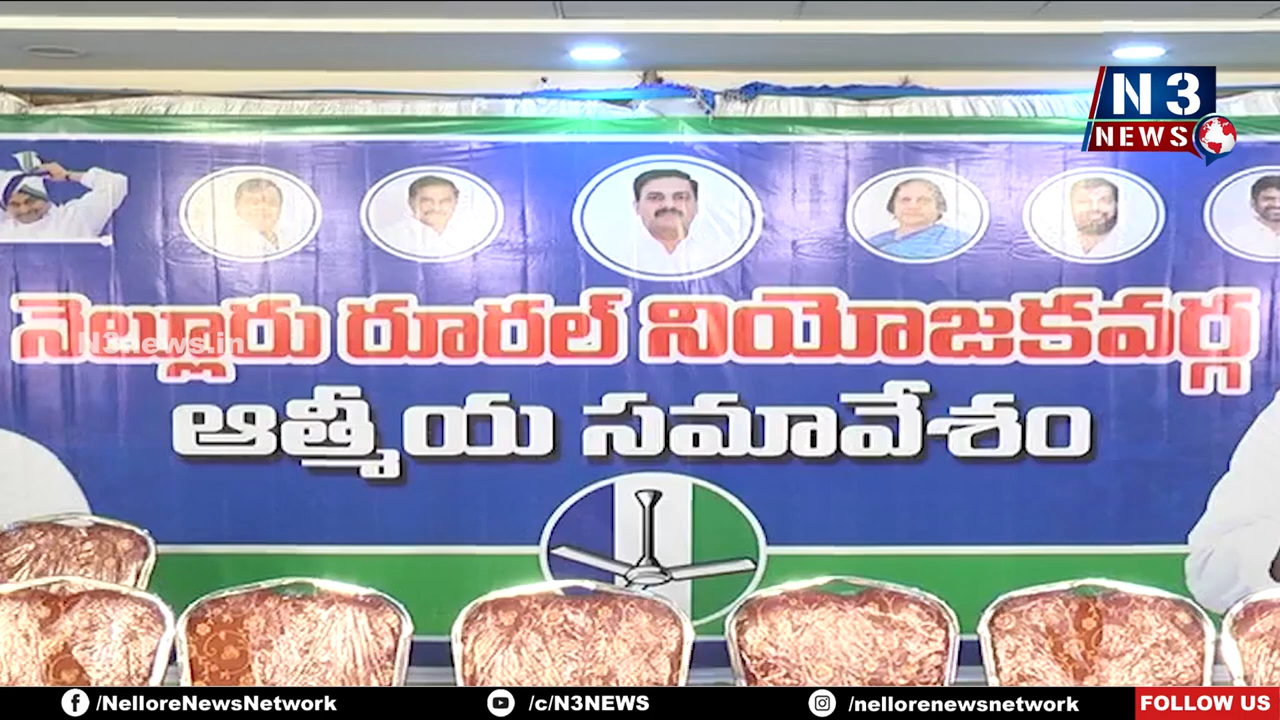 N3
NEWS
నెల్లూరు రూరల్ నియోజకవర్గ
N3news.in
ఆత్మీయ సమావేశం
/NelloreNewsNetwork
/c/N3NEWS
/nellorenewsnetwork
FOLLOW US